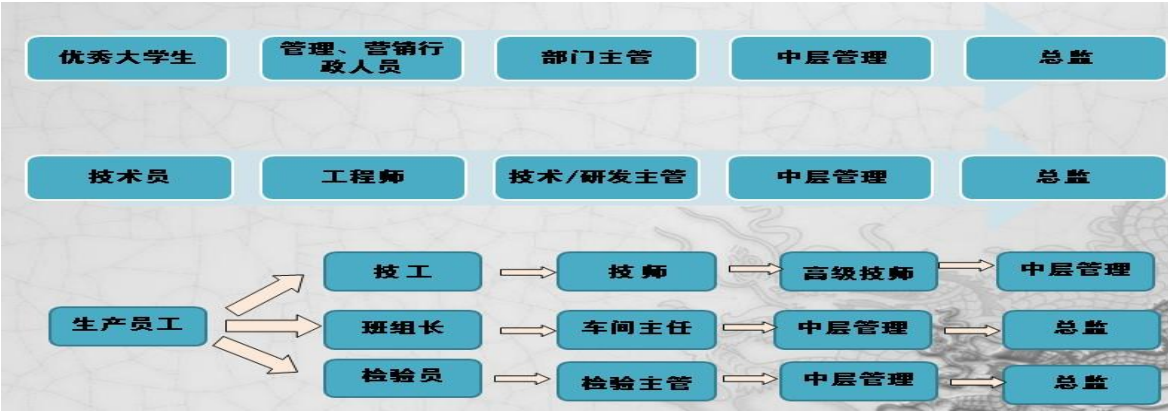 优秀大学生
管理、营销行
政人员
部门主管
中层管理
总监
技术员
工程师
技术/研发主管
中层管理
总监
技工
技师
高级技师
中层管理
生产员工
班组长
车间主任
中层管理
总监
检验员
检验主管
中层管理
总监